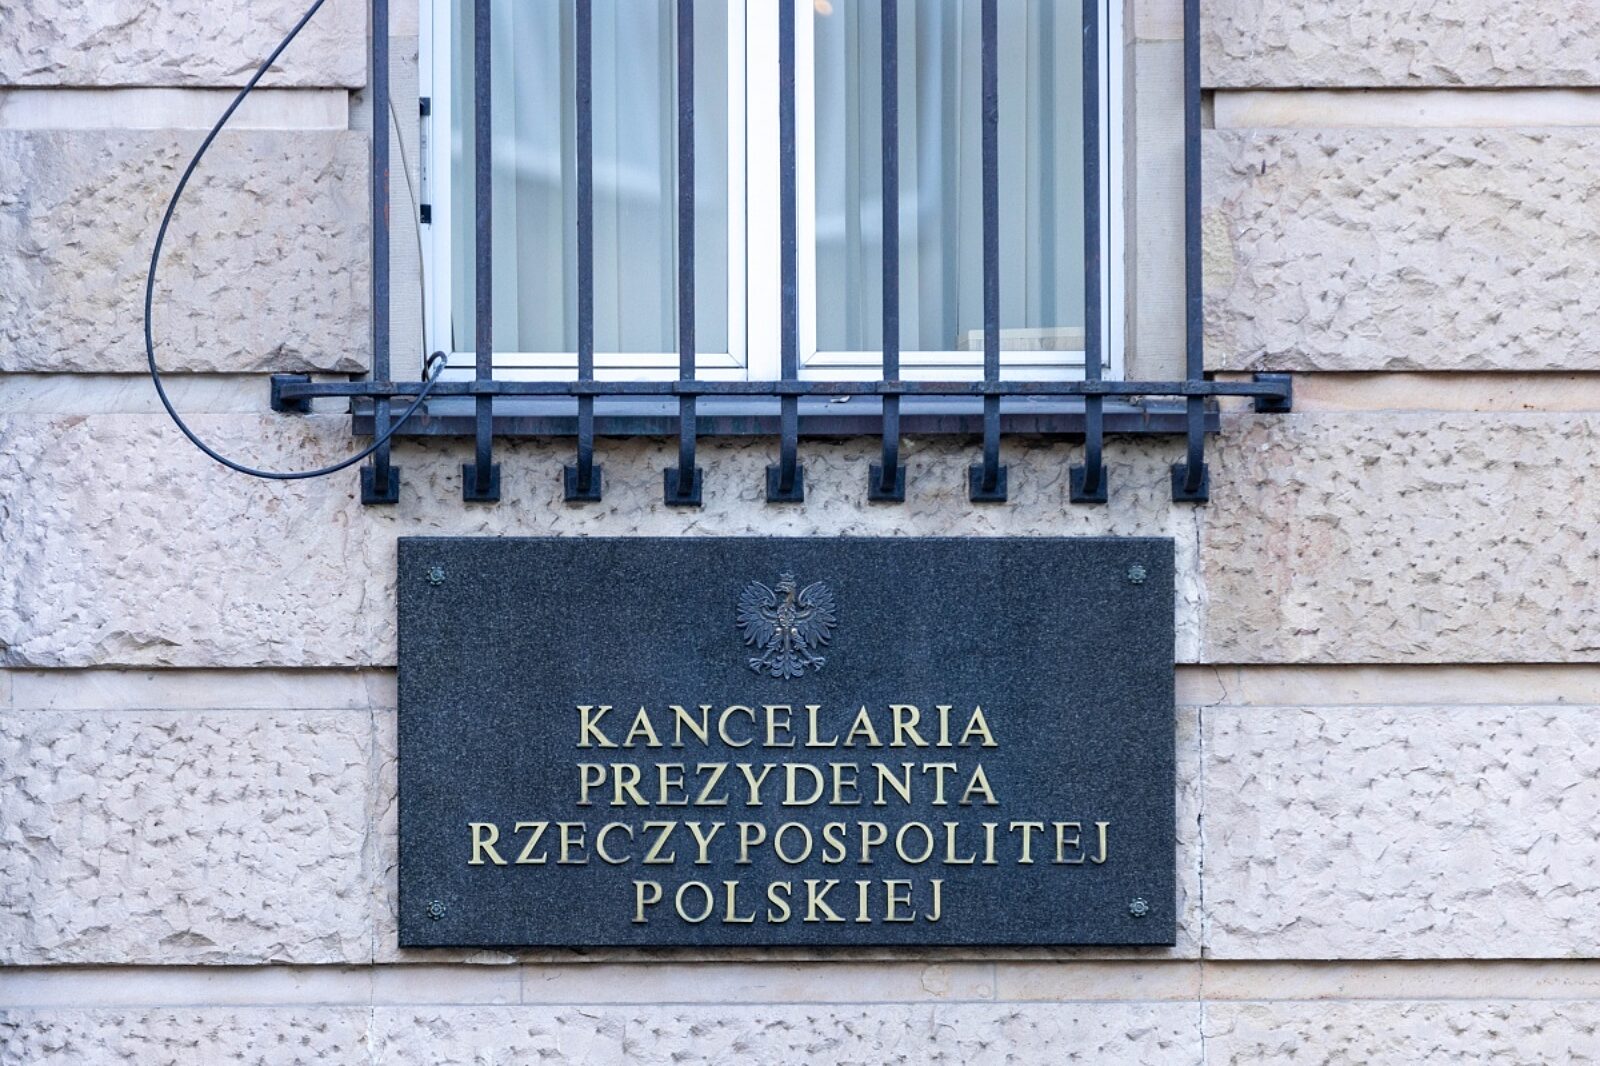 KANCELARIA
PREZYDENTA
RZECZYPOSPOLITEJ
POLSKIEJ